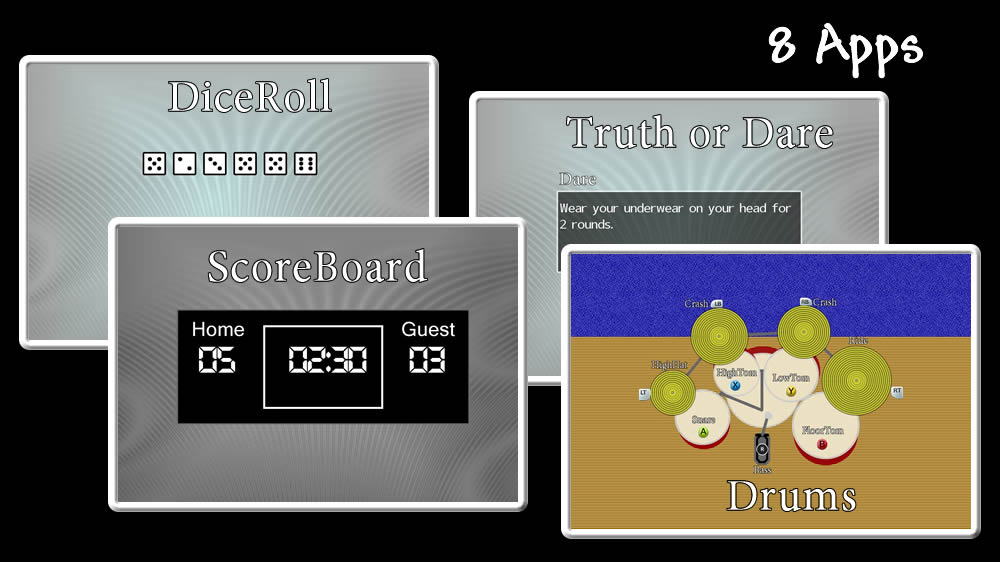 8 Apps
DiceRoll
Truth or Dare
Dare
Wear your underwear on your head for
2 rounds.
ScoreBoard
Home
Guest
05
02:30
03
Crash
LB
RB
Crash
Ride
HighHat
HighTom
LowTom
X
Y
LT
RT
Snare
A
FloorTom
B
R
Bass
Drums